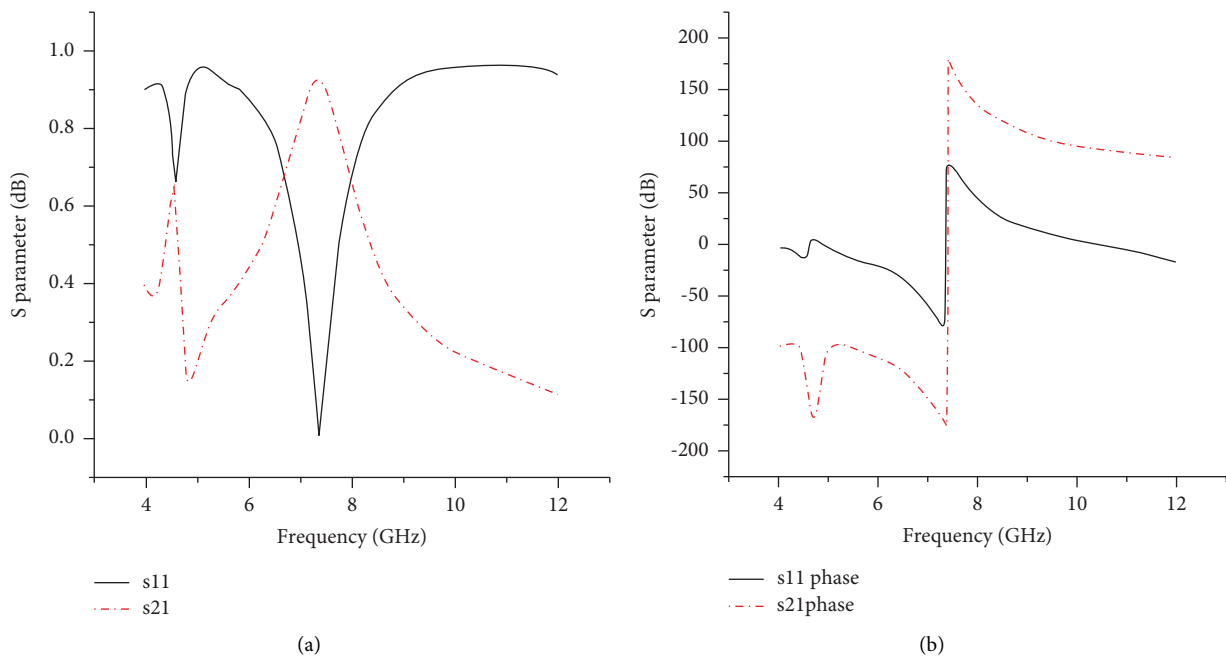 S parameter (dB)
1.0
0.8
0.6
0.4
0.2
0.0
4
6
8
10
12
Frequency (GHz)
s11
s21
(a)
S parameter (dB)
200
150
100
50
0
-50
-100
-150
-200
4
6
8
10
12
Frequency (GHz)
s11 phase
s21phase
(b)